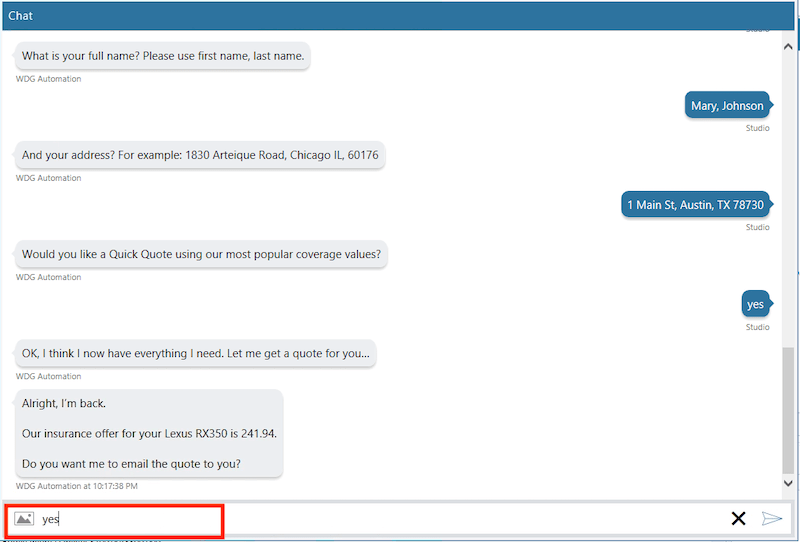 Chat
Studio
What is your full name? Please use first name, last name.
WDG Automation
Mary, Johnson
Studio
And your address? For example: 1830 Arteique Road, Chicago IL, 60176
WDG Automation
1 Main St, Austin, TX 78730
Studio
Would you like a Quick Quote using our most popular coverage values?
WDG Automation
yes
Studio
OK, I think I now have everything I need. Let me get a quote for you...
WDG Automation
Alright, I'm back.
Our insurance offer for your Lexus RX350 is 241.94.
Do you want me to email the quote to you?
WDG Automation at 10:17:38 PM
yes